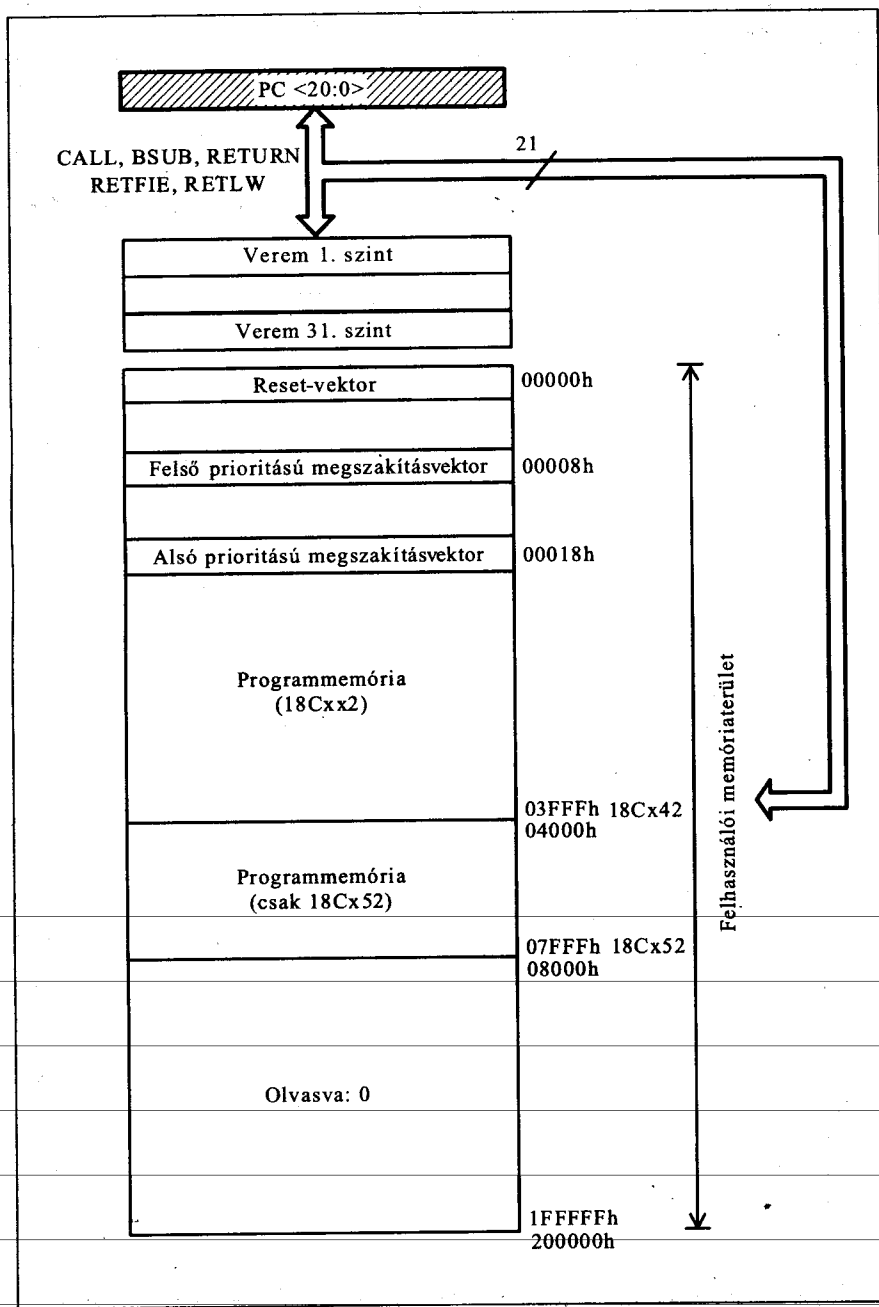 PC <20:0>
CALL, BSUB, RETURN
RETFIE, RETLW
21
Verem 1. szint
Verem 31. szint
Reset-vektor
00000h
Felső prioritású megszakításvektor
00008h
Alsó prioritású megszakításvektor
00018h
Programmemória
(18Cxx2)
03FFFh 18Cx42
04000h
Programmemória
(csak 18Cx52)
07FFFh 18Cx52
08000h
Olvasva: 0
1FFFFFh
200000h
Felhasználói memóriaterület